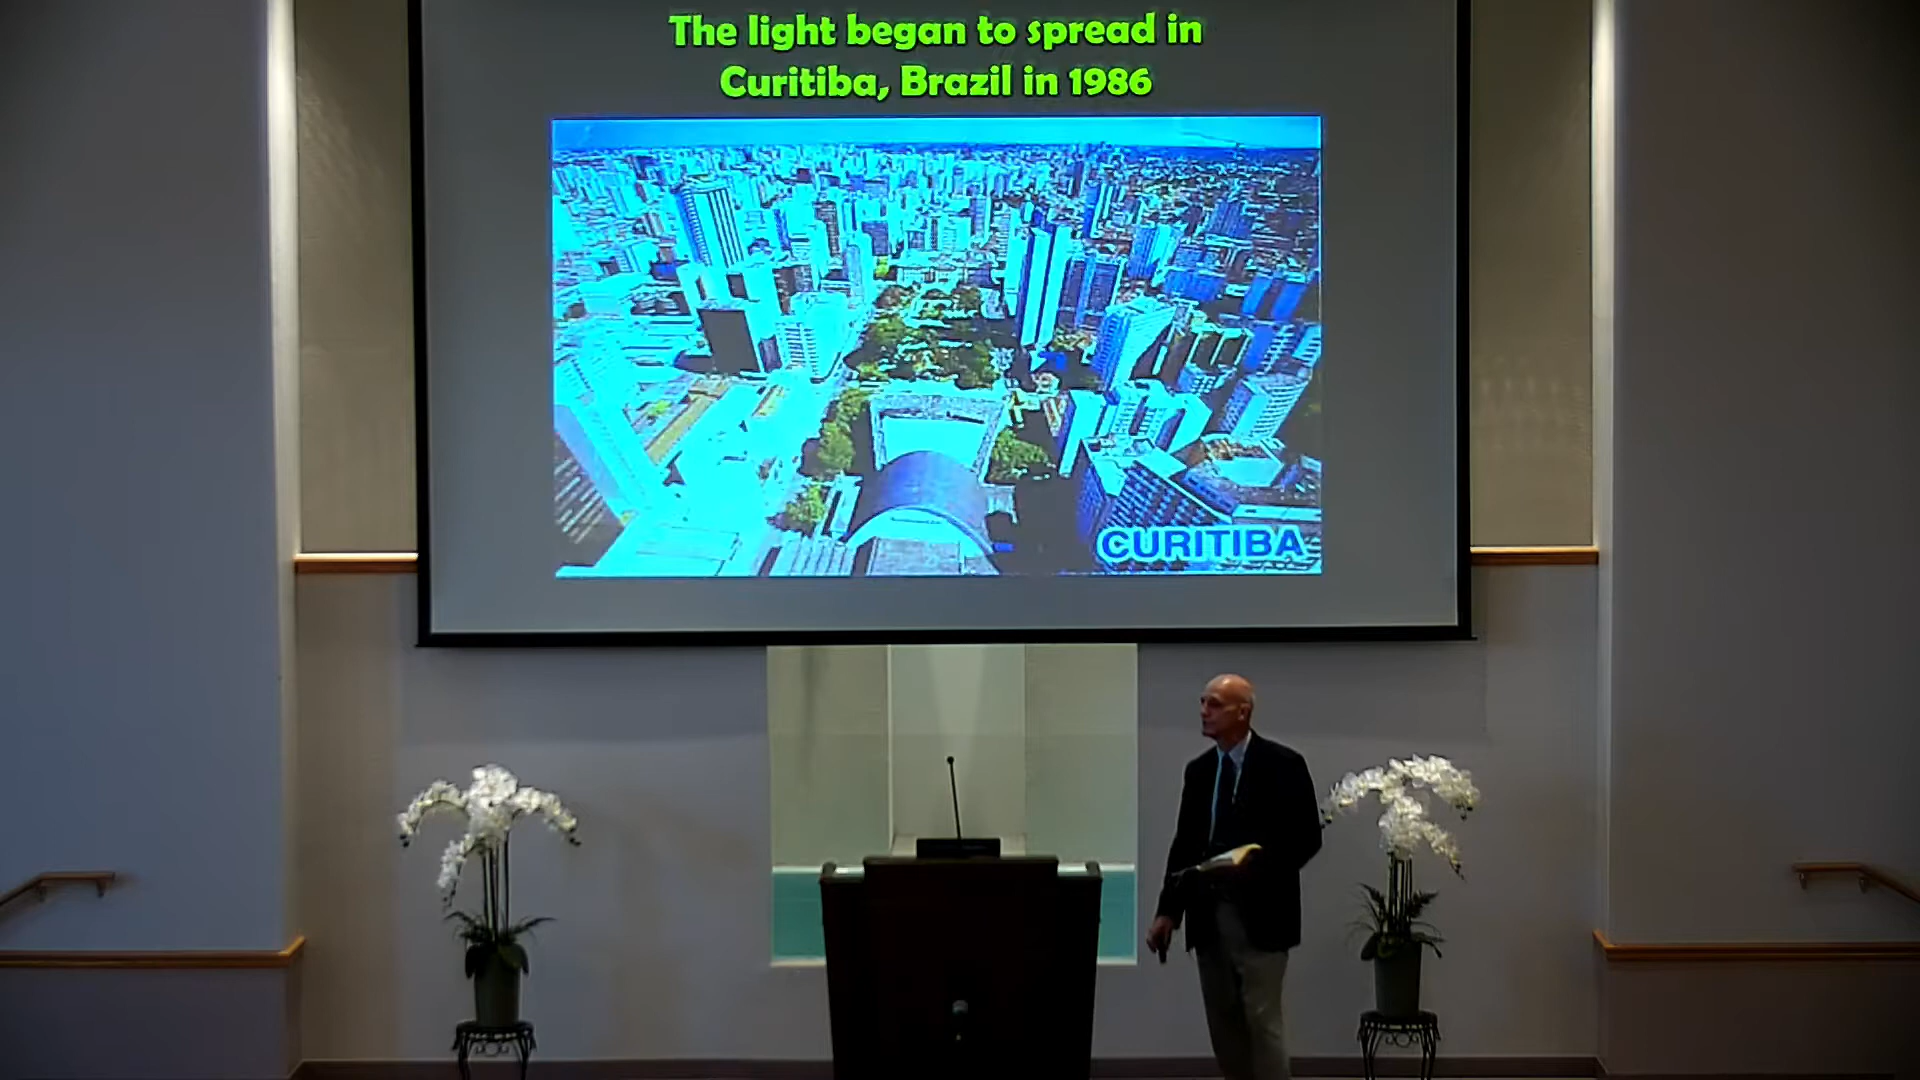 The light began to spread in
Curitiba, Brazil in 1986
CURITIBA